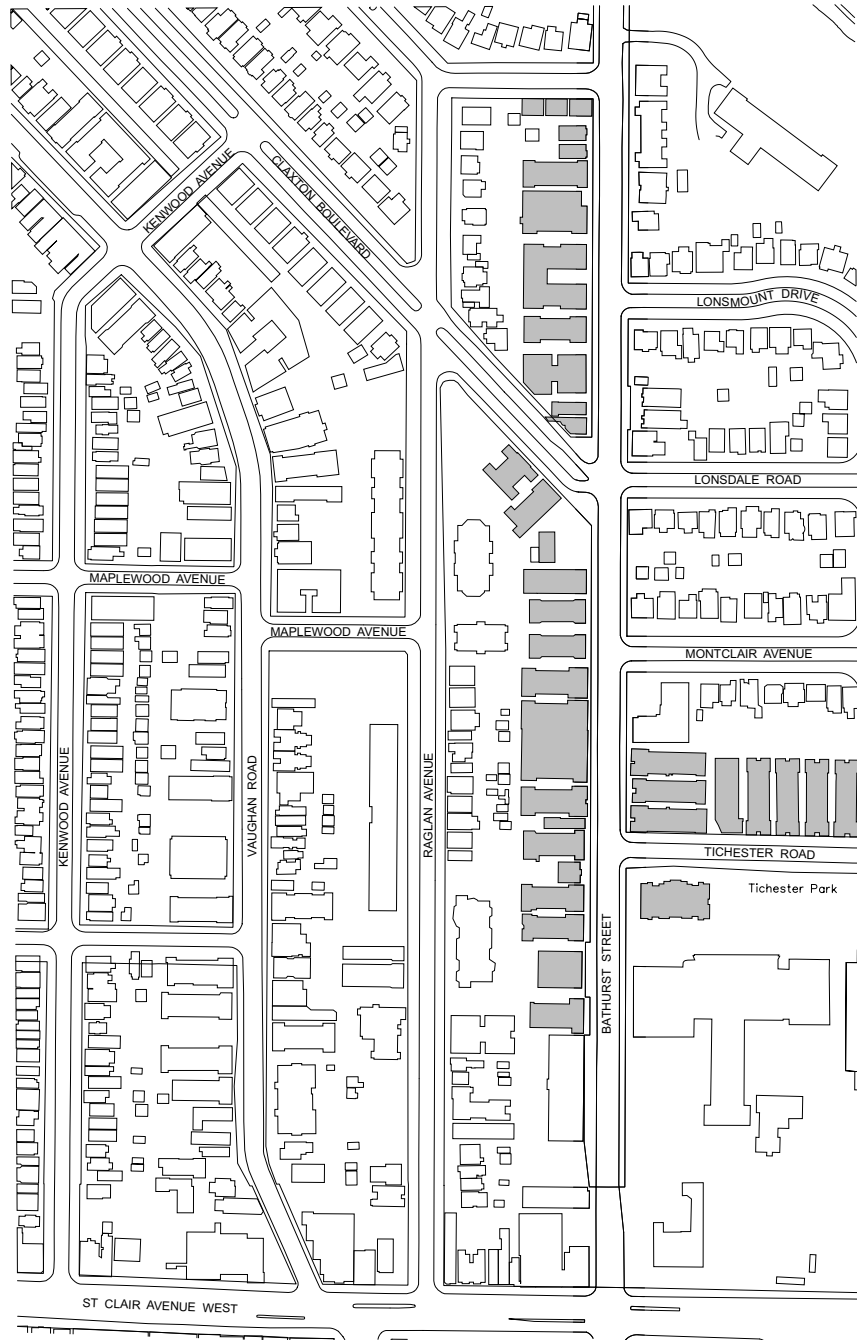 KENWOOD AVENUE
CLAXTON BOULEVARD
LONSMOUNT DRIVE
LONSDALE ROAD
MAPLEWOOD AVENUE
MAPLEWOOD AVENUE
MONTCLAIR AVENUE
KENWOOD AVENUE
VAUGHAN ROAD
RAGLAN AVENUE
TICHESTER ROAD
Tichester Park
BATHURST STREET
ST CLAIR AVENUE WEST